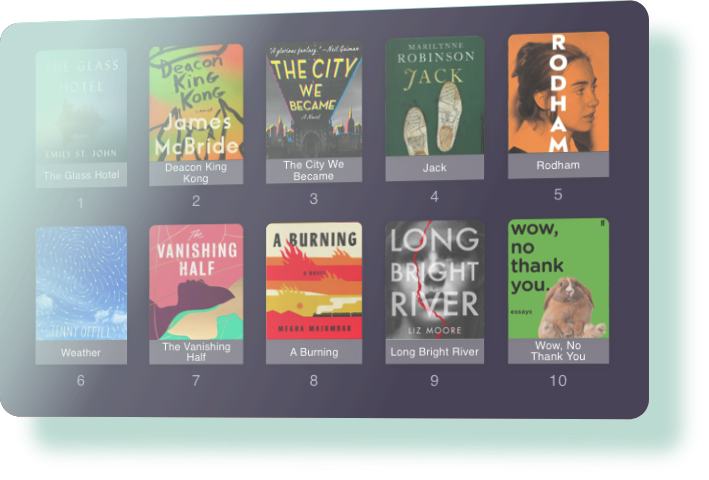 THE GLASS
HOTEL
EMILY ST. JOHN
The Glass Hotel
1
Deacon
King
Kong
James
McBride
Deacon King
Kong
2
"A glorious fantasy." —Neil Gaiman
THE CITY
WE
BECAME
A Novel
The City We
Became
3
MARILYNNE
ROBINSON
JACK
Jack
4
RODHAM
Rodham
5
JENNY OFFILL
Weather
6
The
VANISHING
HALF
The Vanishing
Half
7
A BURNING
A NOVEL
MEGHA MAJUMDAR
A Burning
8
LONG
BRIGHT
RIVER
LIZ MOORE
Long Bright River
9
wow,
no
thank
you.
essays
Wow, No
Thank You
10